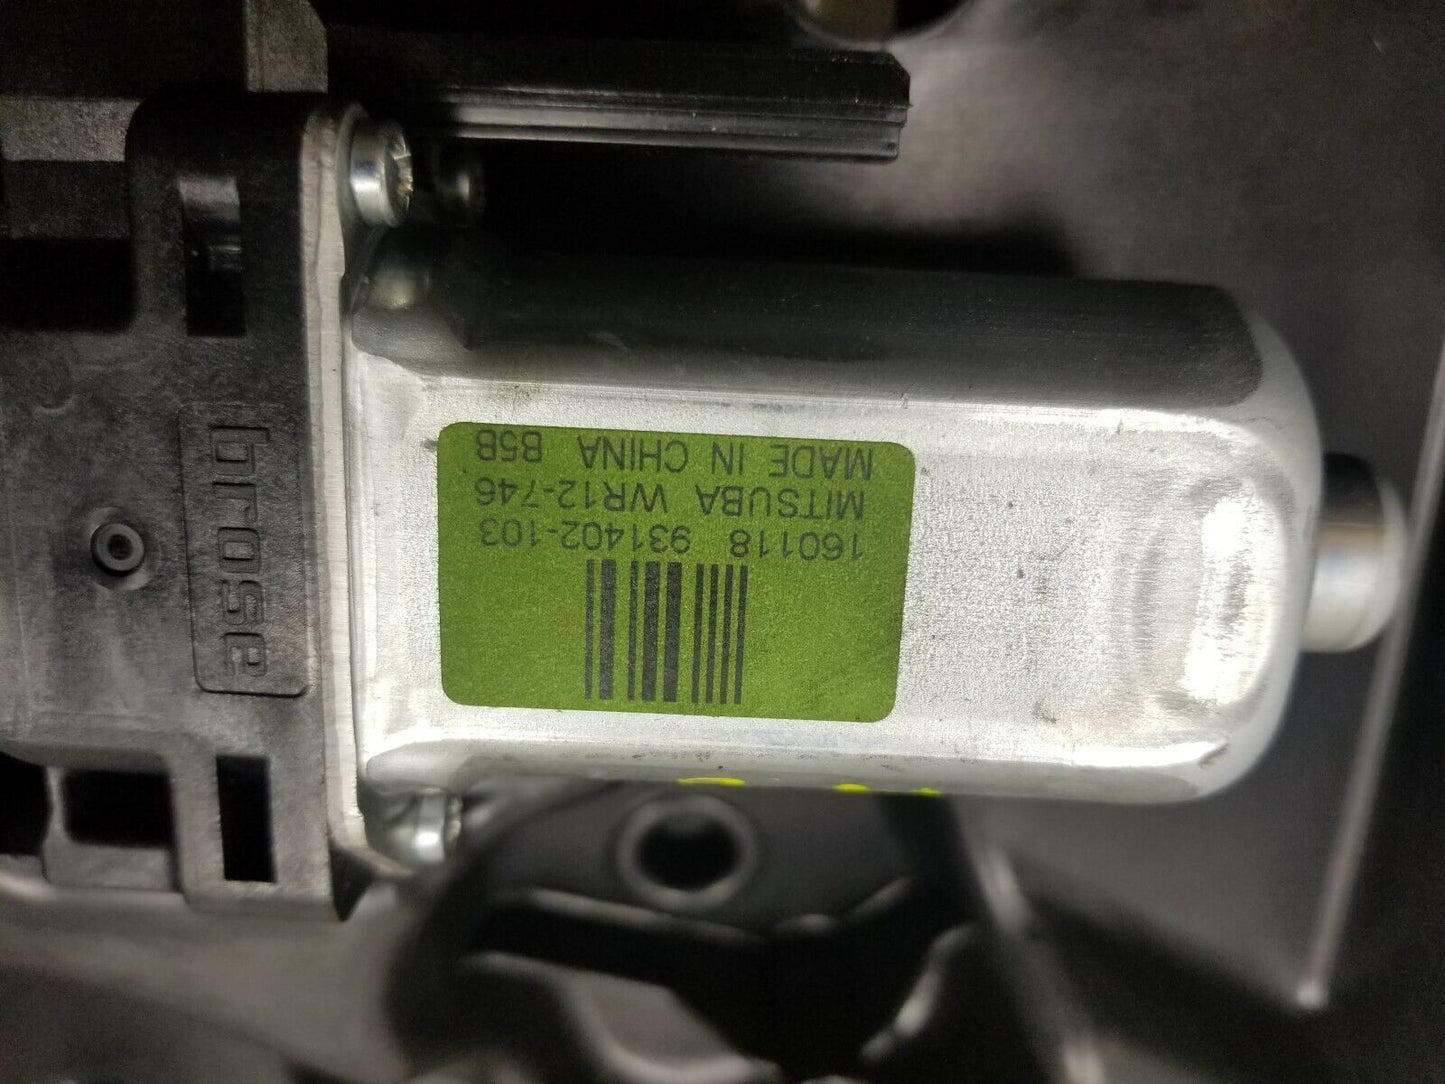 brose
160118 931402-103
MITSUBA WR12-746
MADE IN CHINA B5B